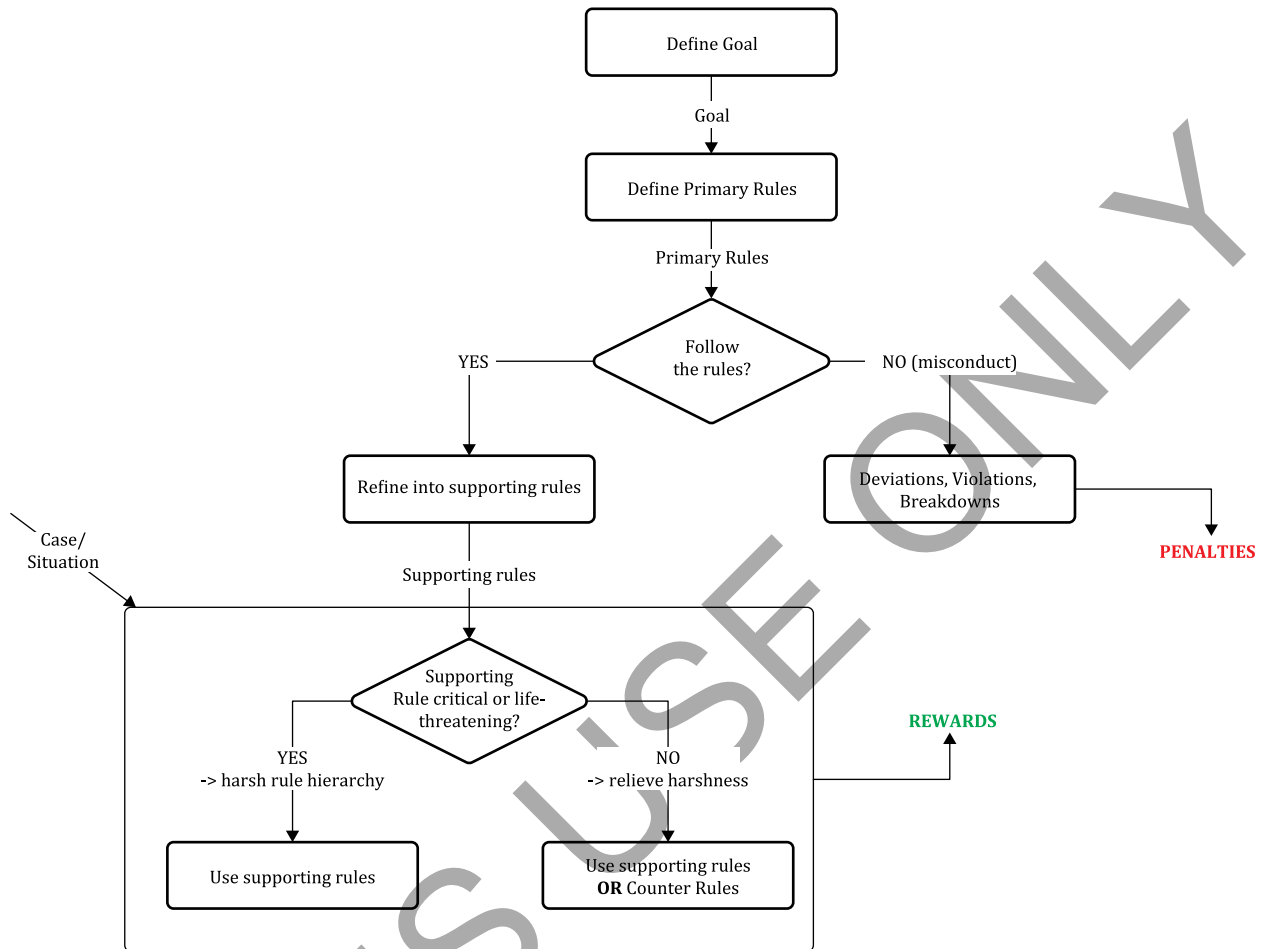 Define Goal
Goal
Define Primary Rules
Primary Rules
Follow
the rules?
YES
NO (misconduct)
Refine into supporting rules
Deviations, Violations,
Breakdowns
PENALTIES
Case/
Situation
Supporting rules
Supporting
Rule critical or life-
threatening?
REWARDS
YES
-> harsh rule hierarchy
NO
-> relieve harshness
Use supporting rules
Use supporting rules
OR Counter Rules
S USE ONLY